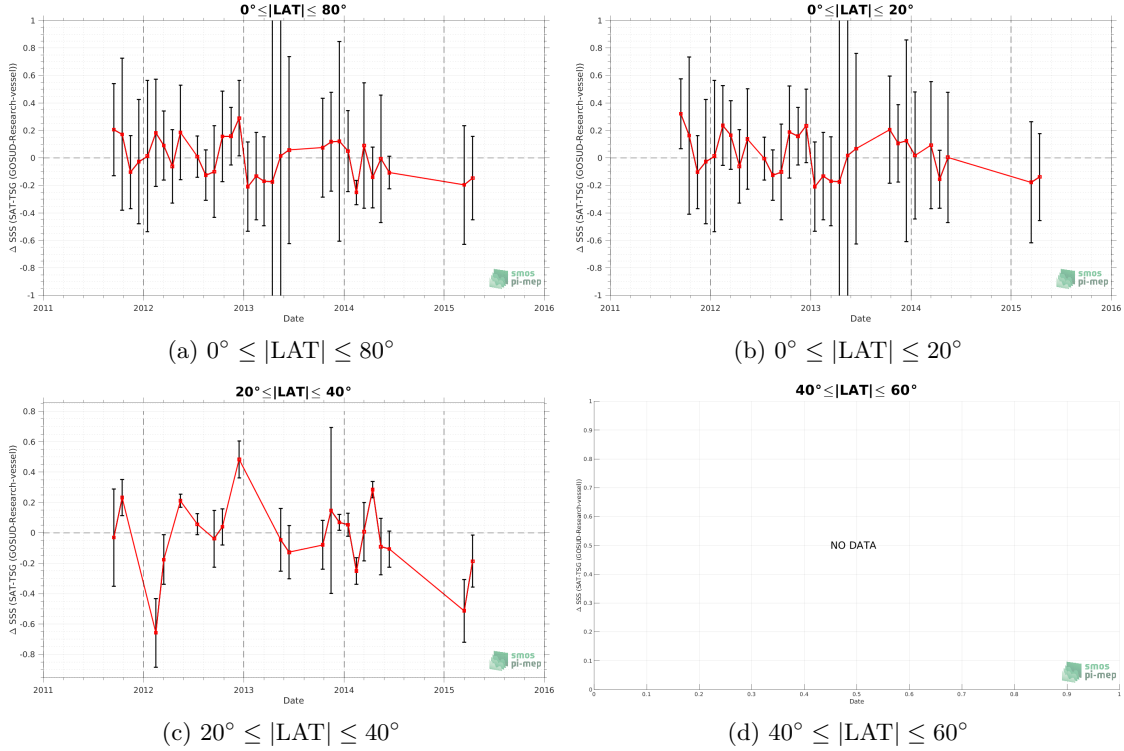 0°≤|LAT|≤ 80°
Δ SSS (SAT-TSG (GOSUD-Research-vessel))
1
0.8
0.6
0.4
0.2
0
-0.2
-0.4
-0.6
-0.8
-1
2011
2012
2013
2014
2015
2016
Date
smos
pi-mep
(a) 0° ≤ |LAT| ≤ 80°
0°≤|LAT|≤ 20°
Δ SSS (SAT-TSG (GOSUD-Research-vessel))
1
0.8
0.6
0.4
0.2
0
-0.2
-0.4
-0.6
-0.8
-1
2011
2012
2013
2014
2015
2016
Date
smos
pi-mep
(b) 0° ≤ |LAT| ≤ 20°
20°≤|LAT|≤ 40°
Δ SSS (SAT-TSG (GOSUD-Research-vessel))
0.8
0.6
0.4
0.2
0
-0.2
-0.4
-0.6
-0.8
2011
2012
2013
2014
2015
2016
Date
smos
pi-mep
(c) 20° ≤ |LAT| ≤ 40°
40°≤|LAT|≤ 60°
Δ SSS (SAT-TSG (GOSUD-Research-vessel))
1
0.9
0.8
0.7
0.6
0.5
0.4
0.3
0.2
0.1
0
NO DATA
0
0.1
0.2
0.3
0.4
0.5
0.6
0.7
0.8
0.9
1
Date
smos
pi-mep
(d) 40° ≤ |LAT| ≤ 60°